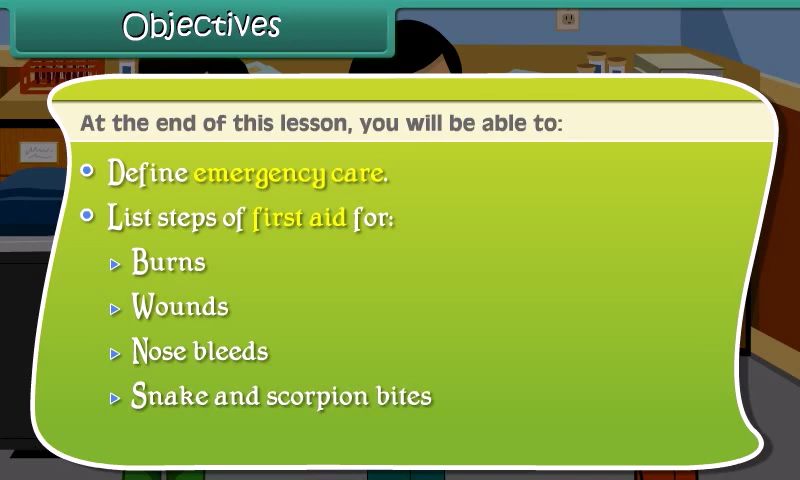 Objectives
At the end of this lesson, you will be able to:
Define emergency care.
List steps of first aid for:
Burns
Wounds
Nose bleeds
Snake and scorpion bites